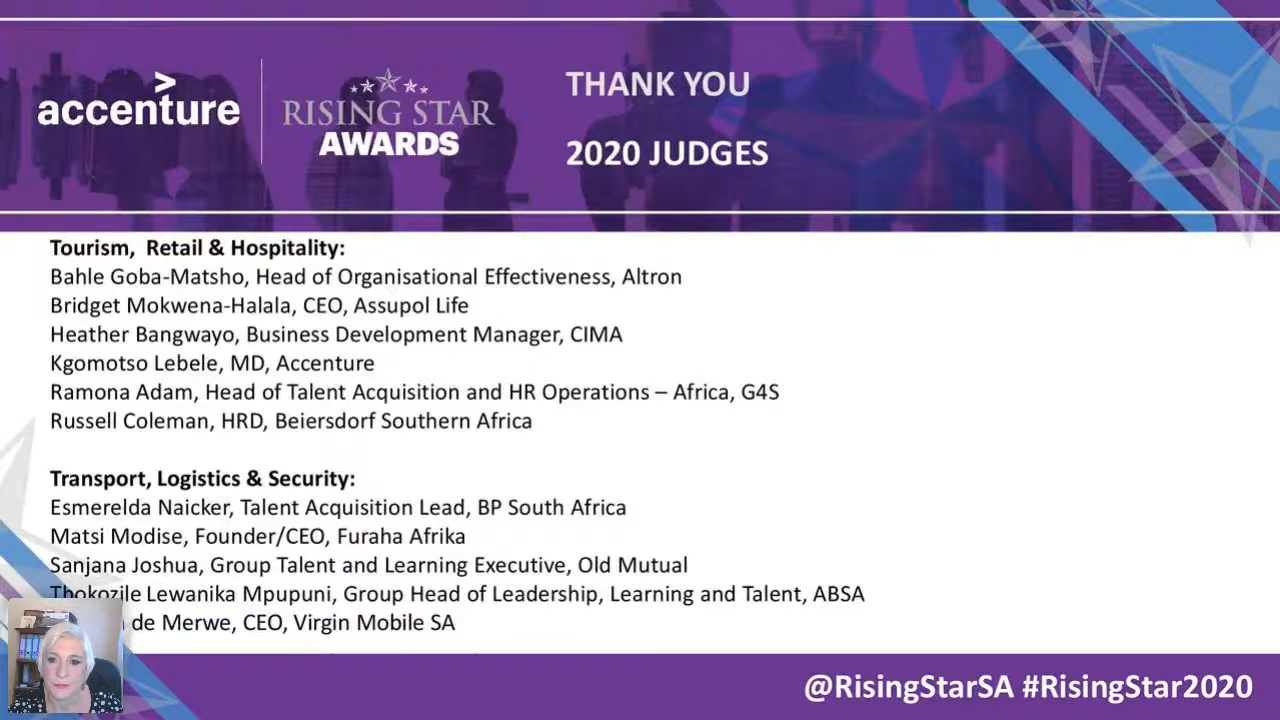 accenture
RISING STAR
AWARDS
THANK YOU
2020 JUDGES
Tourism, Retail & Hospitality:
Bahle Goba-Matsho, Head of Organisational Effectiveness, Altron
Bridget Mokwena-Halala, CEO, Assupol Life
Heather Bangwayo, Business Development Manager, CIMA
Kgomotso Lebele, MD, Accenture
Ramona Adam, Head of Talent Acquisition and HR Operations – Africa, G4S
Russell Coleman, HRD, Beiersdorf Southern Africa
Transport, Logistics & Security:
Esmerelda Naicker, Talent Acquisition Lead, BP South Africa
Matsi Modise, Founder/CEO, Furaha Afrika
Sanjana Joshua, Group Talent and Learning Executive, Old Mutual
Thokozile Lewanika Mpupuni, Group Head of Leadership, Learning and Talent, ABSA
de Merwe, CEO, Virgin Mobile SA
@RisingStarSA #RisingStar2020